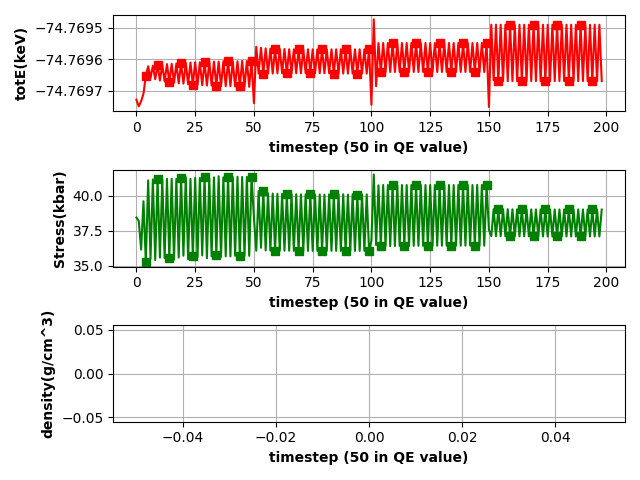 −74.7695
−74.7696
−74.7697
totE(keV)
0 25 50 75 100 125 150 175 200
timestep (50 in QE value)
40.0
37.5
35.0
Stress(kbar)
0 25 50 75 100 125 150 175 200
timestep (50 in QE value)
0.05
0.00
−0.05
density(g/cm^3)
−0.04 −0.02 0.00 0.02 0.04
timestep (50 in QE value)